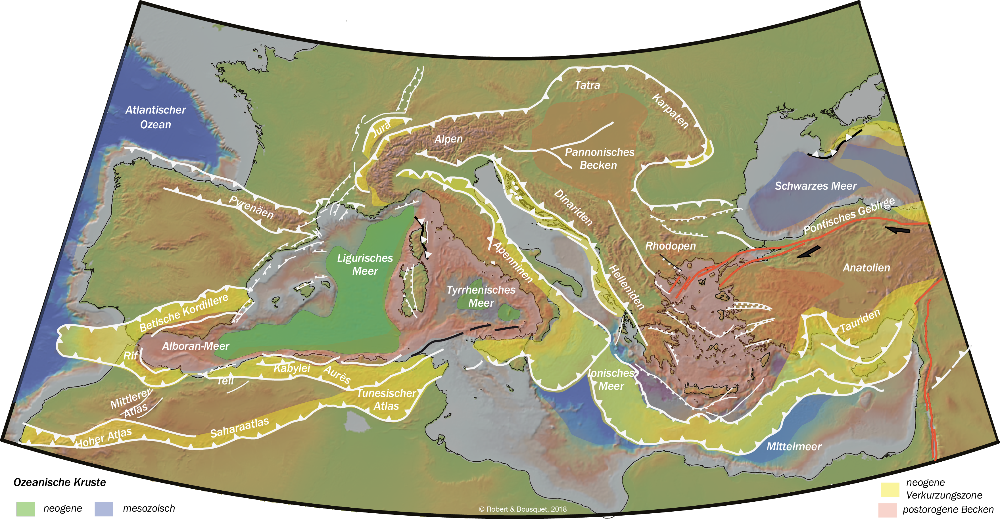 Tatra
Karpaten
Atlantischer
Ozean
Jura
Alpen
Pannonisches
Becken
Schwarzes Meer
Pyrenäen
Dinariden
Pontisches Gebirge
Rhodopen
Apenninen
Ligurisches
Meer
Anatolien
Helleniden
Tyrrhenisches
Meer
Betische Kordillere
Tauriden
Alboran-Meer
Rif
Kabylei
Aurès
Tell
Ionisches
Meer
Mittlerer
Atlas
Tunesischer
Atlas
Saharaatlas
Hoher Atlas
Mittelmeer
Ozeanische Kruste
neogene
mesozoisch
neogene
Verkurzungszone
postorogene Becken
© Robert & Bousquet, 2018